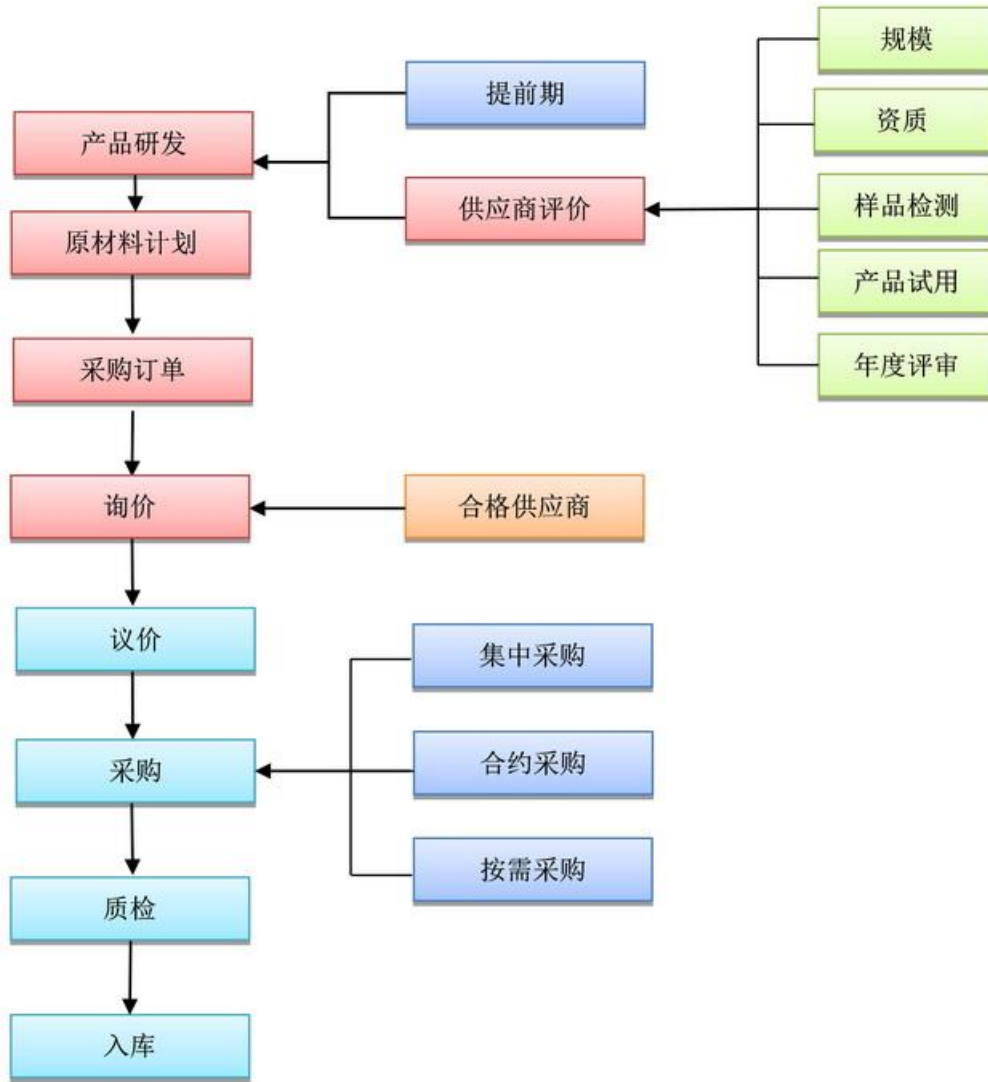 规模
提前期
资质
产品研发
供应商评价
样品检测
原材料计划
产品试用
采购订单
年度评审
询价
合格供应商
议价
集中采购
采购
合约采购
按需采购
质检
入库